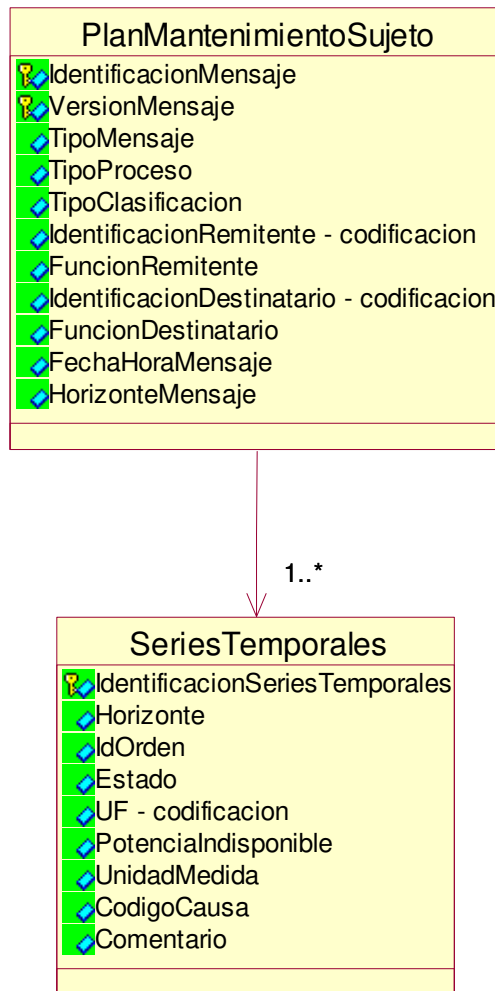 PlanMantenimientoSujeto
IdentificacionMensaje
VersionMensaje
TipoMensaje
TipoProceso
TipoClasificacion
IdentificacionRemitente - codificacion
FuncionRemitente
IdentificacionDestinatario - codificacion
FuncionDestinatario
FechaHoraMensaje
HorizonteMensaje
1..*
SeriesTemporales
IdentificacionSeriesTemporales
Horizonte
IdOrden
Estado
UF - codificacion
PotenciaIndisponible
UnidadMedida
CodigoCausa
Comentario